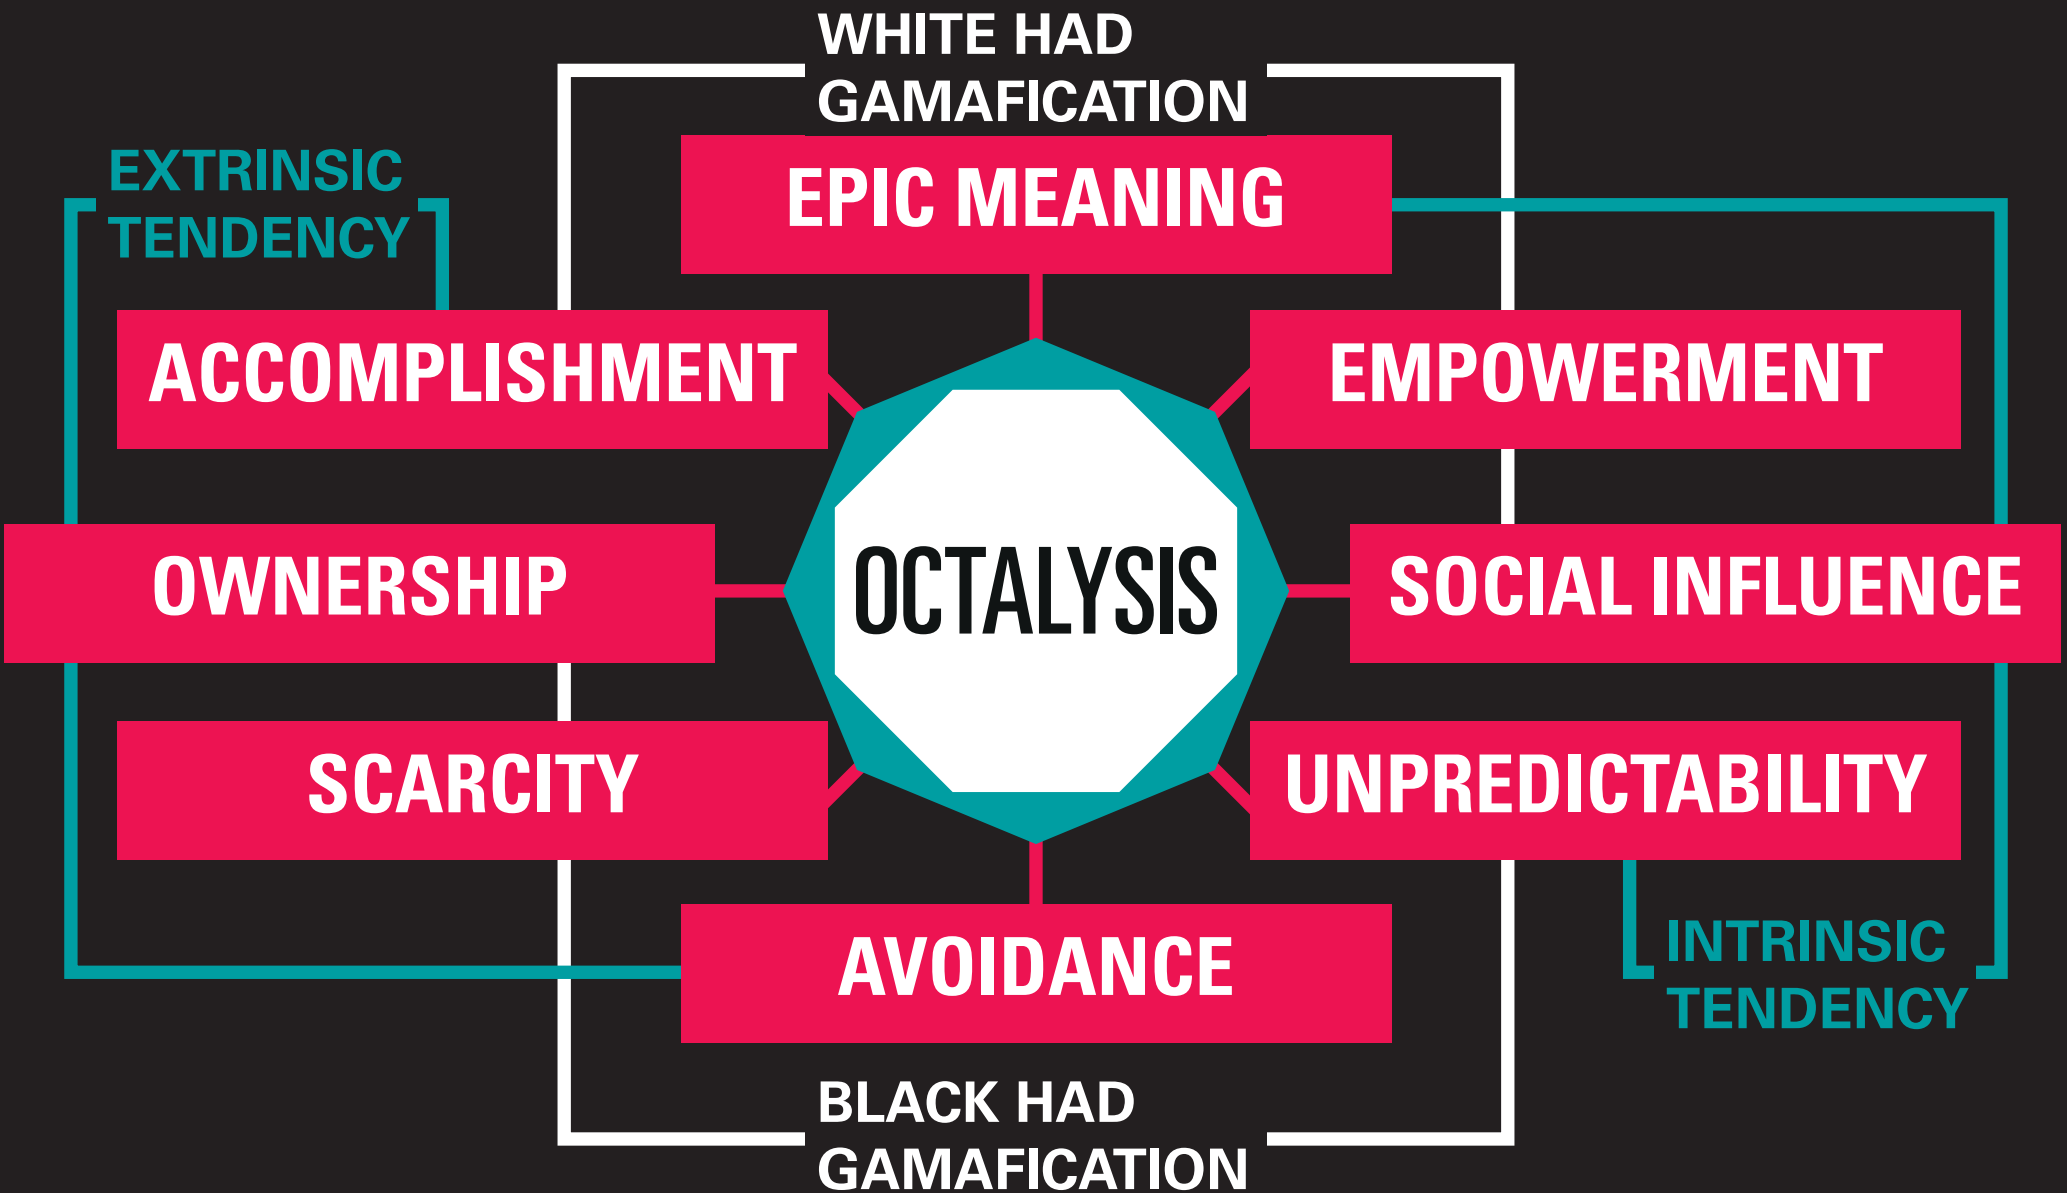 WHITE HAD
GAMAFICATION
EXTRINSIC
TENDENCY
EPIC MEANING
ACCOMPLISHMENT
EMPOWERMENT
OWNERSHIP
OCTALYSIS
SOCIAL INFLUENCE
SCARCITY
UNPREDICTABILITY
AVOIDANCE
INTRINSIC
TENDENCY
BLACK HAD
GAMAFICATION